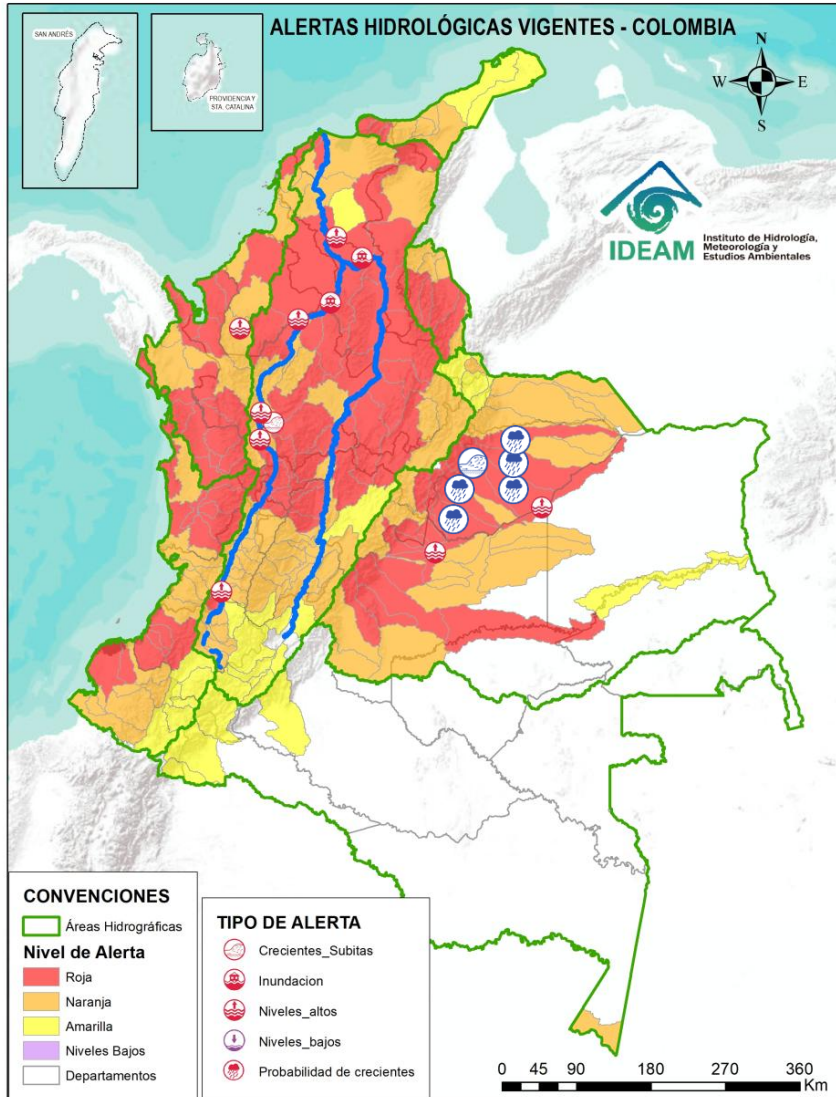 ALERTAS HIDROLÓGICAS VIGENTES - COLOMBIA
SAN ANDRÉS
PROVIDENCIA Y
STA. CATALINA
N
W
E
S
IDEAM
Instituto de Hidrología,
Meteorología y
Estudios Ambientales
CONVENCIONES
Áreas Hidrográficas
Nivel de Alerta
Roja
Naranja
Amarilla
Niveles Bajos
Departamentos
TIPO DE ALERTA
Crecientes_Subitas
Inundacion
Niveles_altos
Niveles_bajos
Probabilidad de crecientes
0 45 90 180 270 360
Km